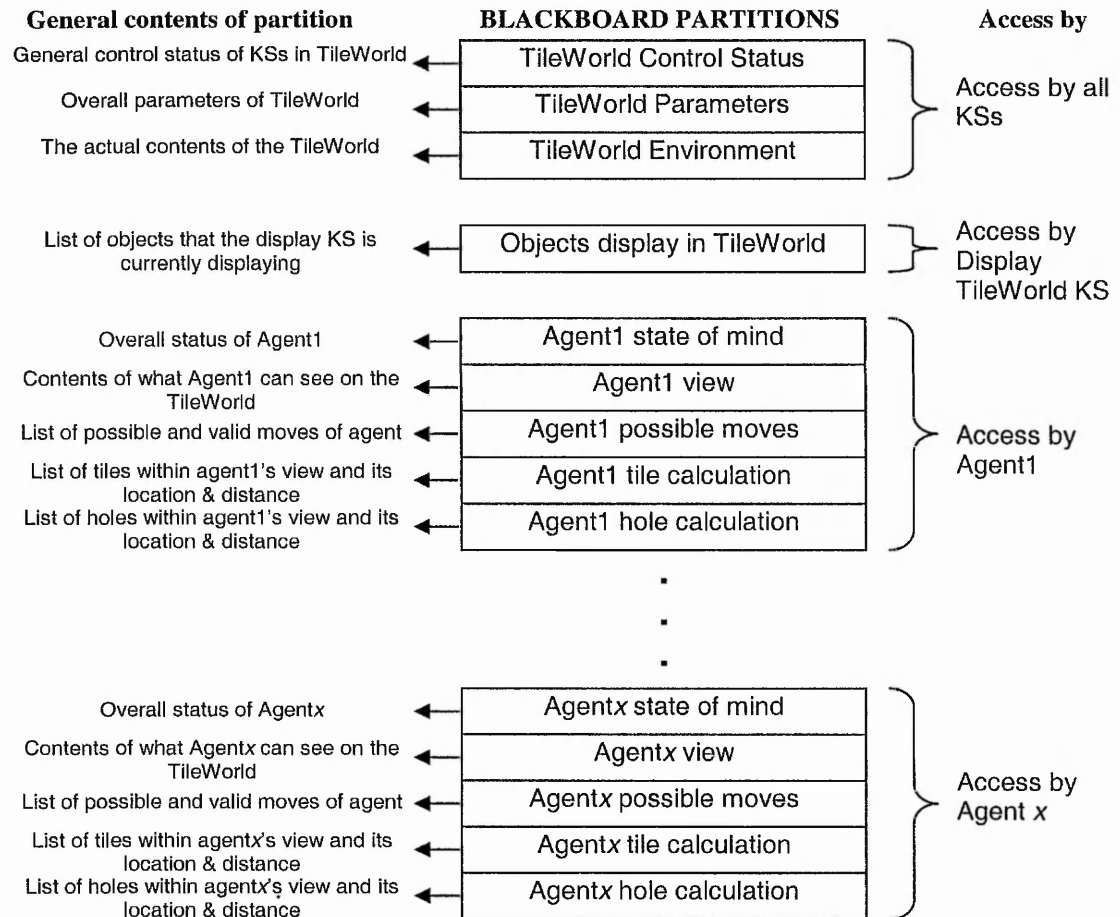 General contents of partition
BLACKBOARD PARTITIONS
Access by
General control status of KSs in TileWorld
TileWorld Control Status
Overall parameters of TileWorld
TileWorld Parameters
The actual contents of the TileWorld
TileWorld Environment
Access by all
KSs
List of objects that the display KS is
currently displaying
Objects display in TileWorld
Access by
Display
TileWorld KS
Overall status of Agent1
Agent1 state of mind
Contents of what Agent1 can see on the
TileWorld
Agent1 view
List of possible and valid moves of agent
Agent1 possible moves
List of tiles within agent1's view and its
location & distance
Agent1 tile calculation
List of holes within agent1's view and its
location & distance
Agent1 hole calculation
Access by
Agent1
Overall status of Agentx
Agentx state of mind
Contents of what Agentx can see on the
TileWorld
Agentx view
List of possible and valid moves of agent
Agentx possible moves
List of tiles within agentx's view and its
location & distance
Agentx tile calculation
List of holes within agentx's view and its
location & distance
Agentx hole calculation
Access by
Agent x